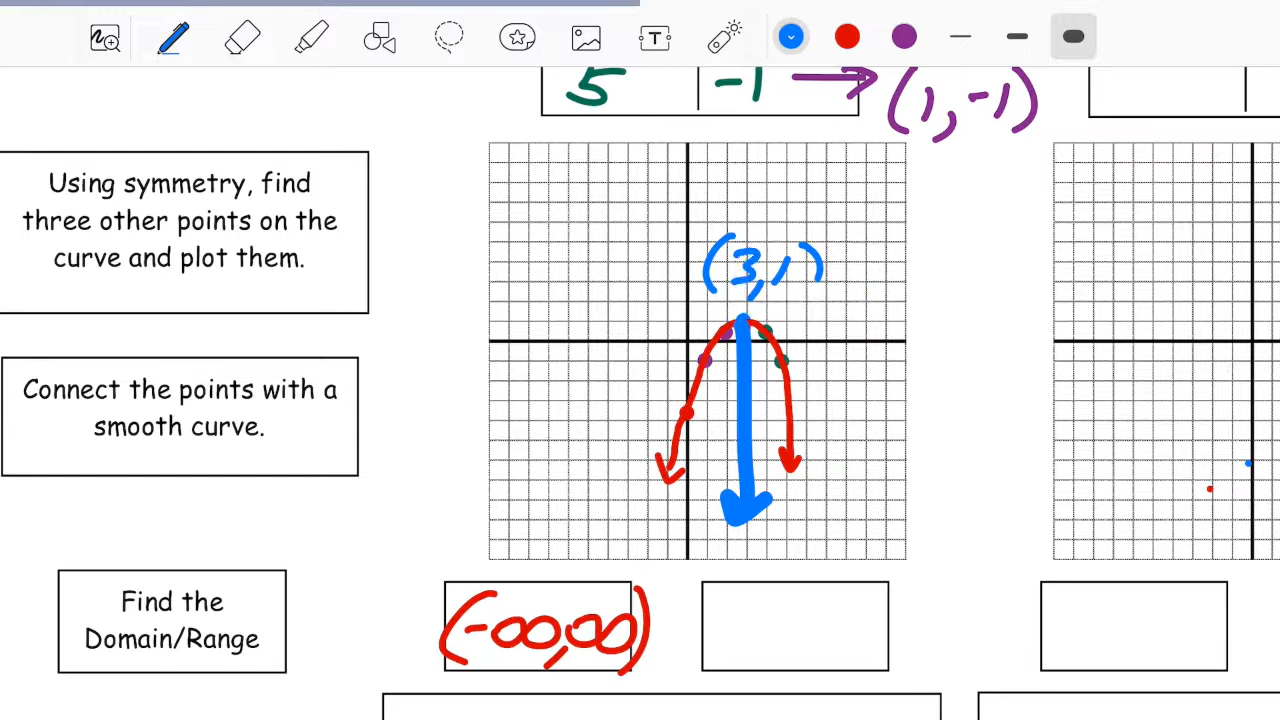 5 -1 → (1, -1)
Using symmetry, find
three other points on the
curve and plot them.
(3, 1)
Connect the points with a
smooth curve.
Find the
Domain/Range
(-∞, ∞)